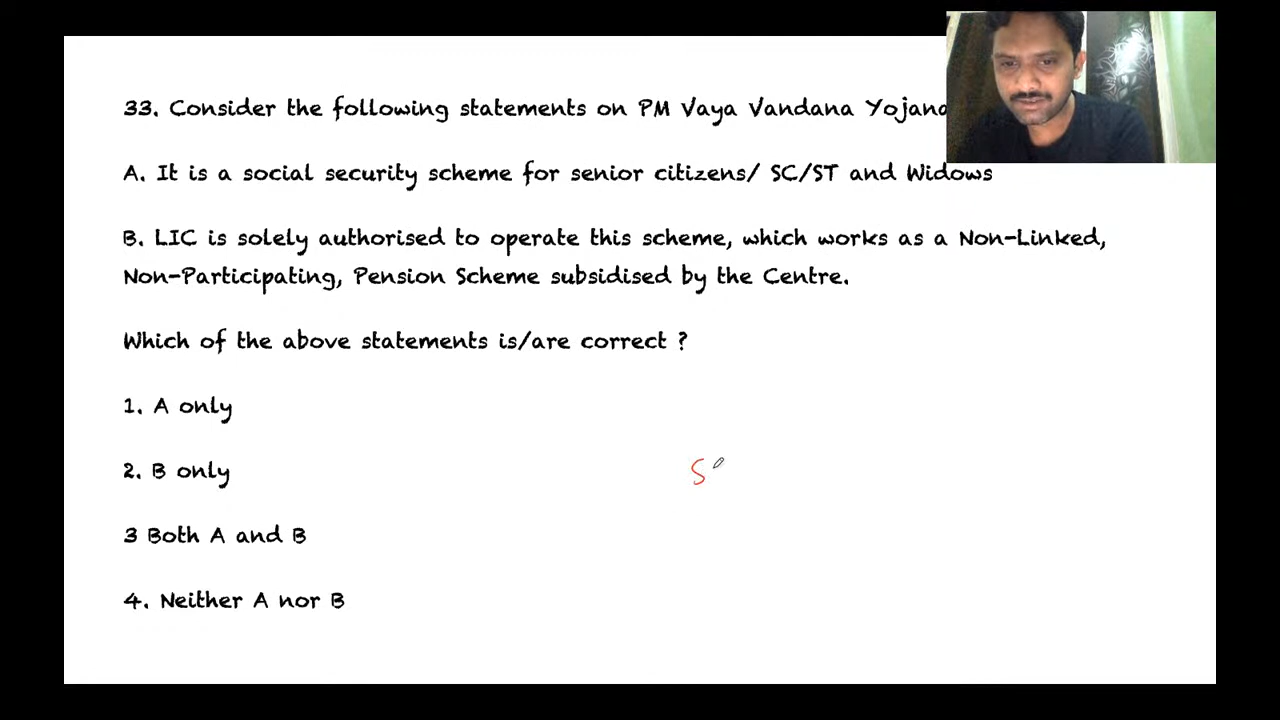 33. Consider the following statements on PM Vaya Vandana Yojana
A. It is a social security scheme for senior citizens/ SC/ST and Widows
B. LIC is solely authorised to operate this scheme, which works as a Non-Linked,
Non-Participating, Pension Scheme subsidised by the Centre.
Which of the above statements is/are correct ?
1. A only
2. B only
S
3 Both A and B
4. Neither A nor B